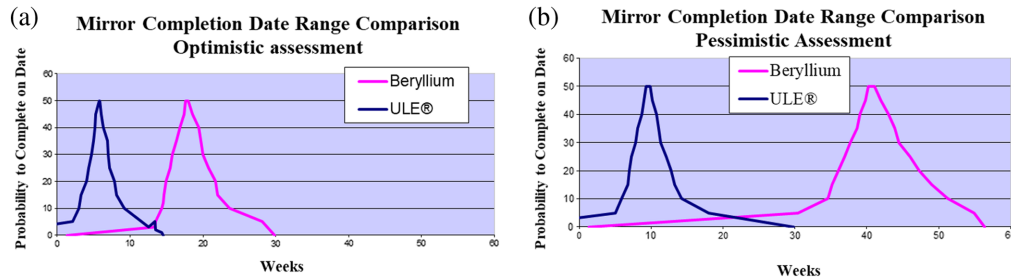 (a)
Mirror Completion Date Range Comparison
Optimistic assessment
Probability to Complete on Date
60
50
40
30
20
10
0
Beryllium
ULE®
0 10 20 30 40 50 60
Weeks
(b)
Mirror Completion Date Range Comparison
Pessimistic Assessment
Probability to Complete on Date
60
50
40
30
20
10
0
Beryllium
ULE®
0 10 20 30 40 50 60
Weeks